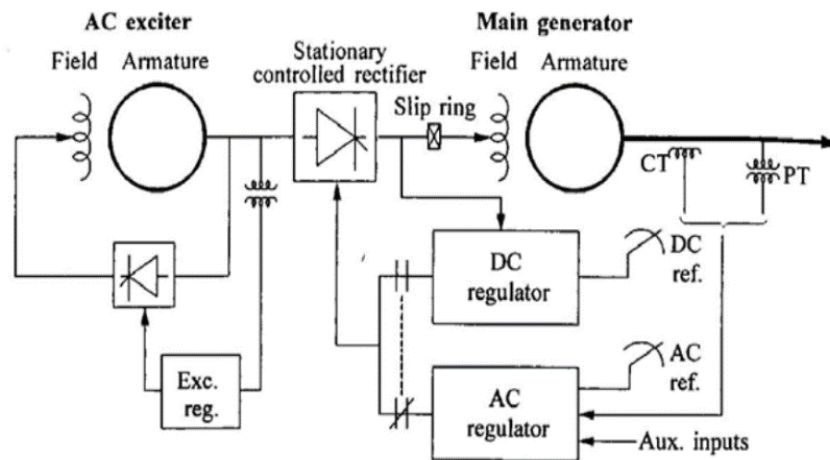 AC exciter
Main generator
Field
Armature
Stationary
controlled rectifier
Slip ring
Field
Armature
CT
PT
DC
regulator
DC
ref.
Exc.
reg.
AC
regulator
AC
ref.
Aux. inputs